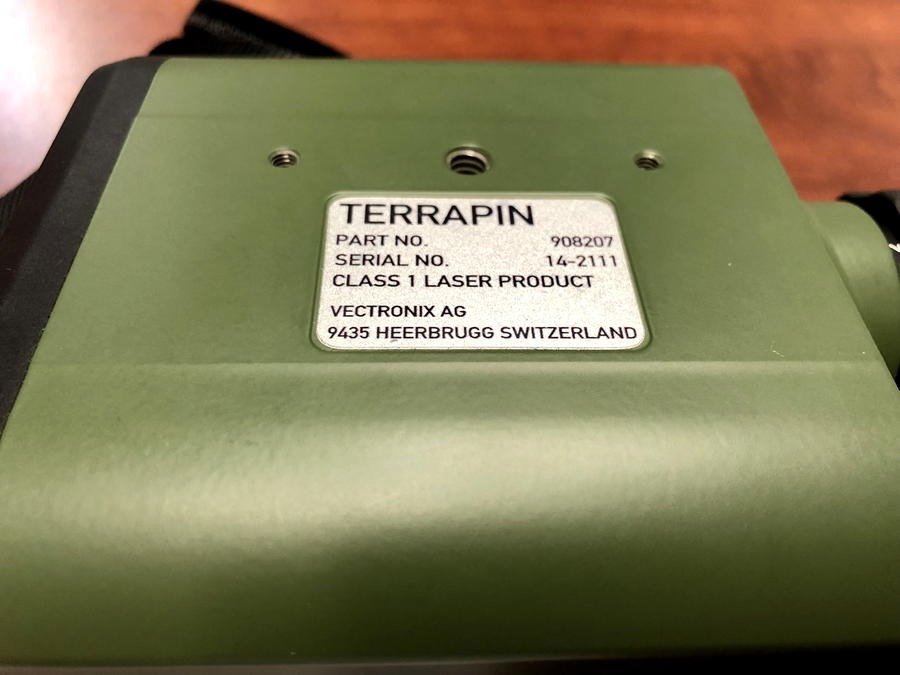 TERRAPIN
PART NO. 908207
SERIAL NO. 14-2111
CLASS 1 LASER PRODUCT
VECTRONIX AG
9435 HEERBRUGG SWITZERLAND